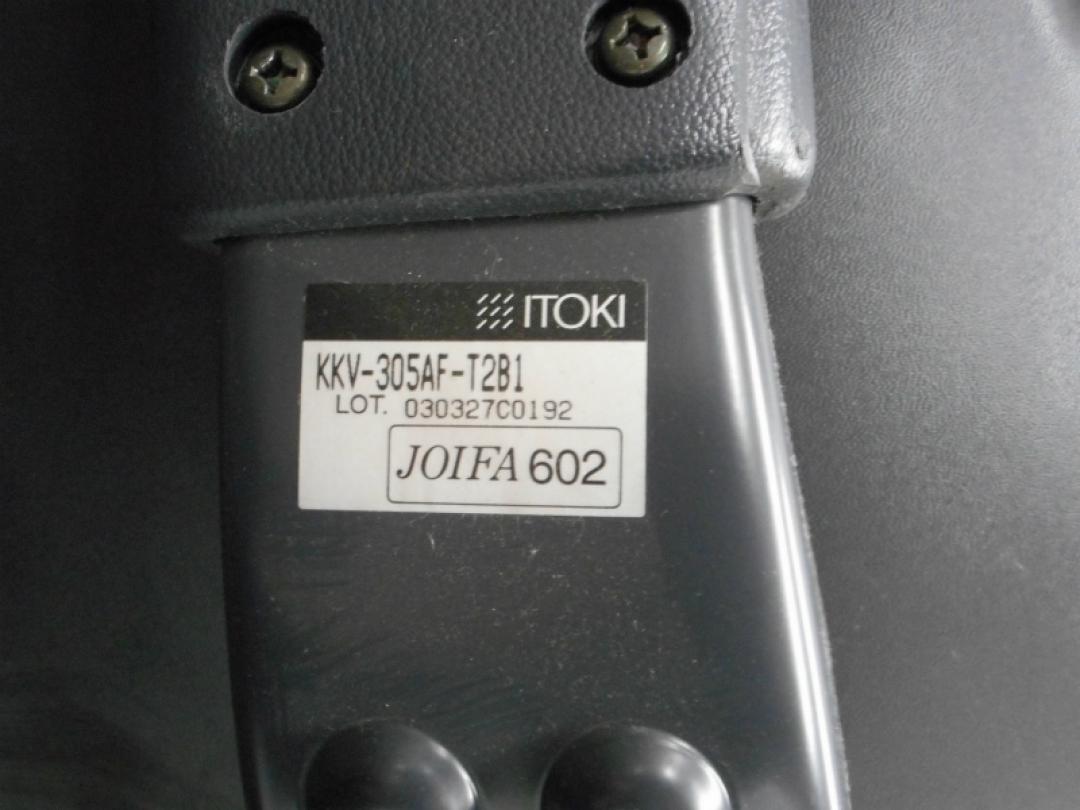 ITOKI
KKV-305AF-T2B1
LOT. 030327C0192
JOIFA 602